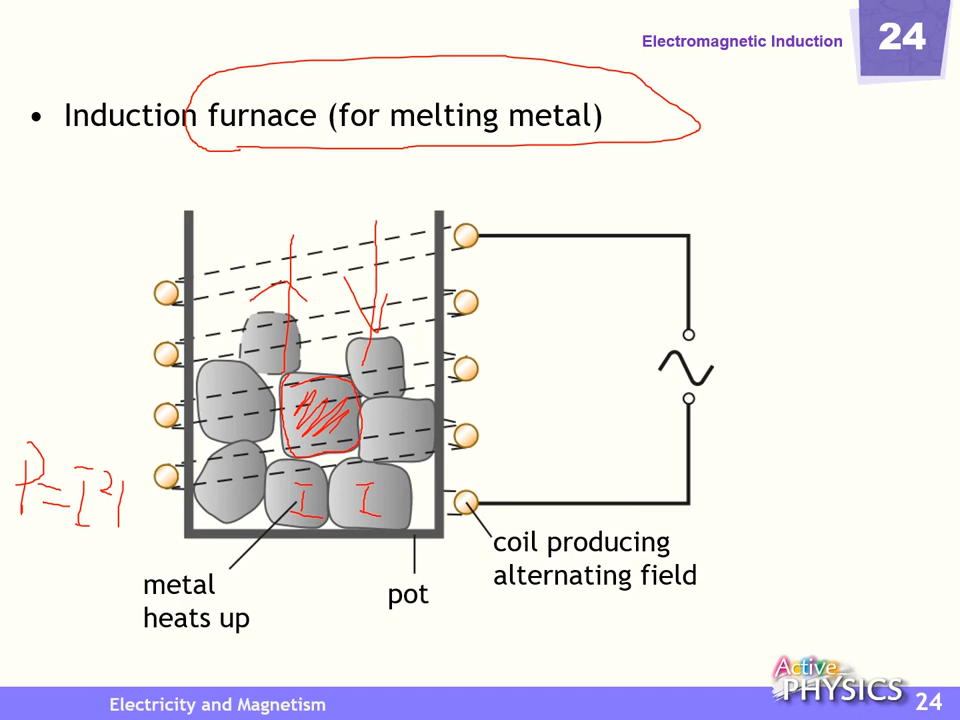 Electromagnetic Induction 24
• Induction furnace (for melting metal)
I I
P=I²r
coil producing
alternating field
metal
heats up
pot
Active
PHYSICS
Electricity and Magnetism 24